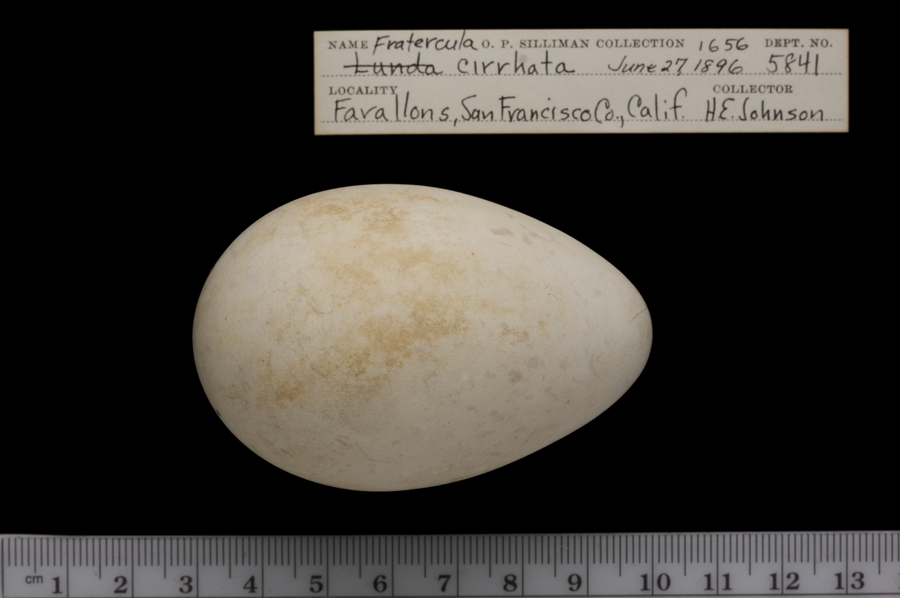 NAME Fratercula O. P. SILLIMAN COLLECTION 1656 DEPT. NO.
Lunda cirrhata June 27, 1896 5841
LOCALITY COLLECTOR
Farallons, San Francisco Co., Calif. H.E. Johnson
cm 1 2 3 4 5 6 7 8 9 10 11 12 13